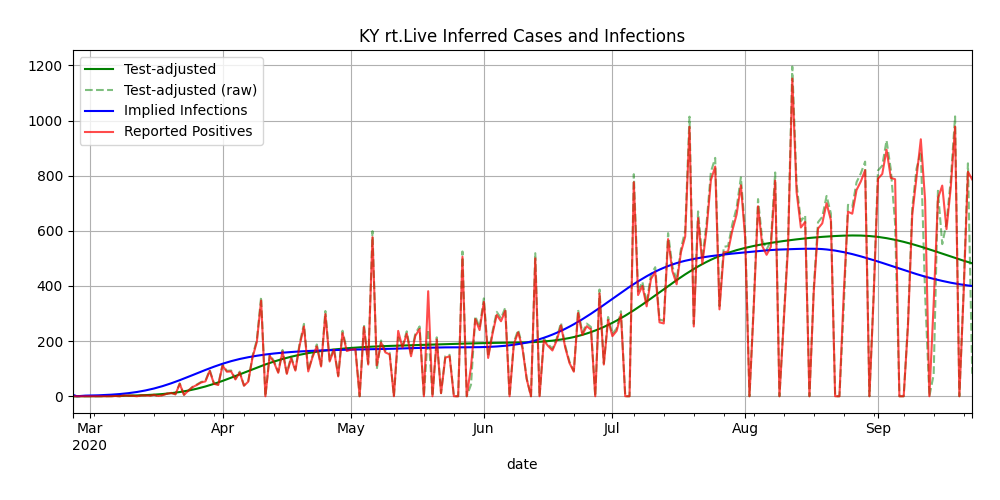 KY rt.Live Inferred Cases and Infections
Test-adjusted
Test-adjusted (raw)
Implied Infections
Reported Positives
1200
1000
800
600
400
200
0
Mar Apr May Jun Jul Aug Sep
2020
date